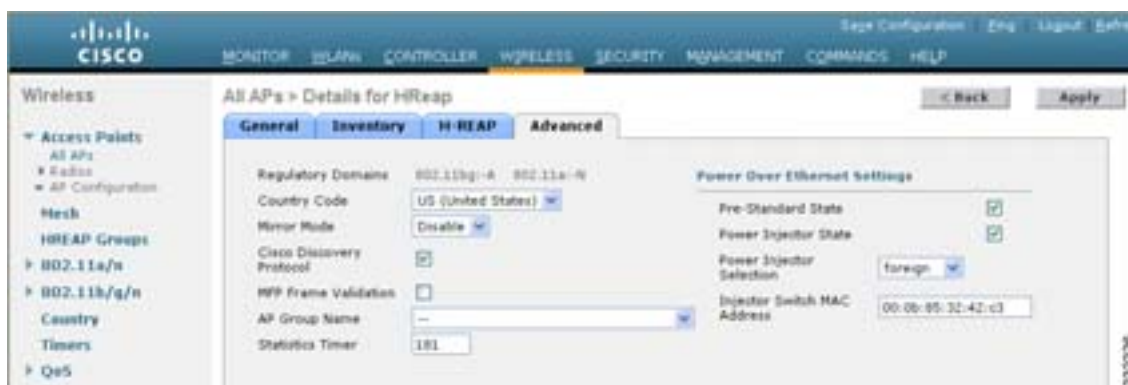 Save Configuration Ping Logout Refre
CISCO
MONITOR WLANs CONTROLLER WIRELESS SECURITY MANAGEMENT COMMANDS HELP
Wireless
All APs > Details for HReap
< Back Apply
General Inventory H-REAP Advanced
Access Points
All APs
Radios
AP Configuration
Mesh
HREAP Groups
802.11a/n
802.11b/g/n
Country
Timers
QoS
Regulatory Domains 802.11bg:-A 802.11a:-N
Country Code US (United States)
Mirror Mode Disable
Cisco Discovery
Protocol
MFP Frame Validation
AP Group Name --
Statistics Timer 181
Power Over Ethernet Settings
Pre-Standard State
Power Injector State
Power Injector
Selection foreign
Injector Switch MAC
Address 00:0b:85:32:42:c3